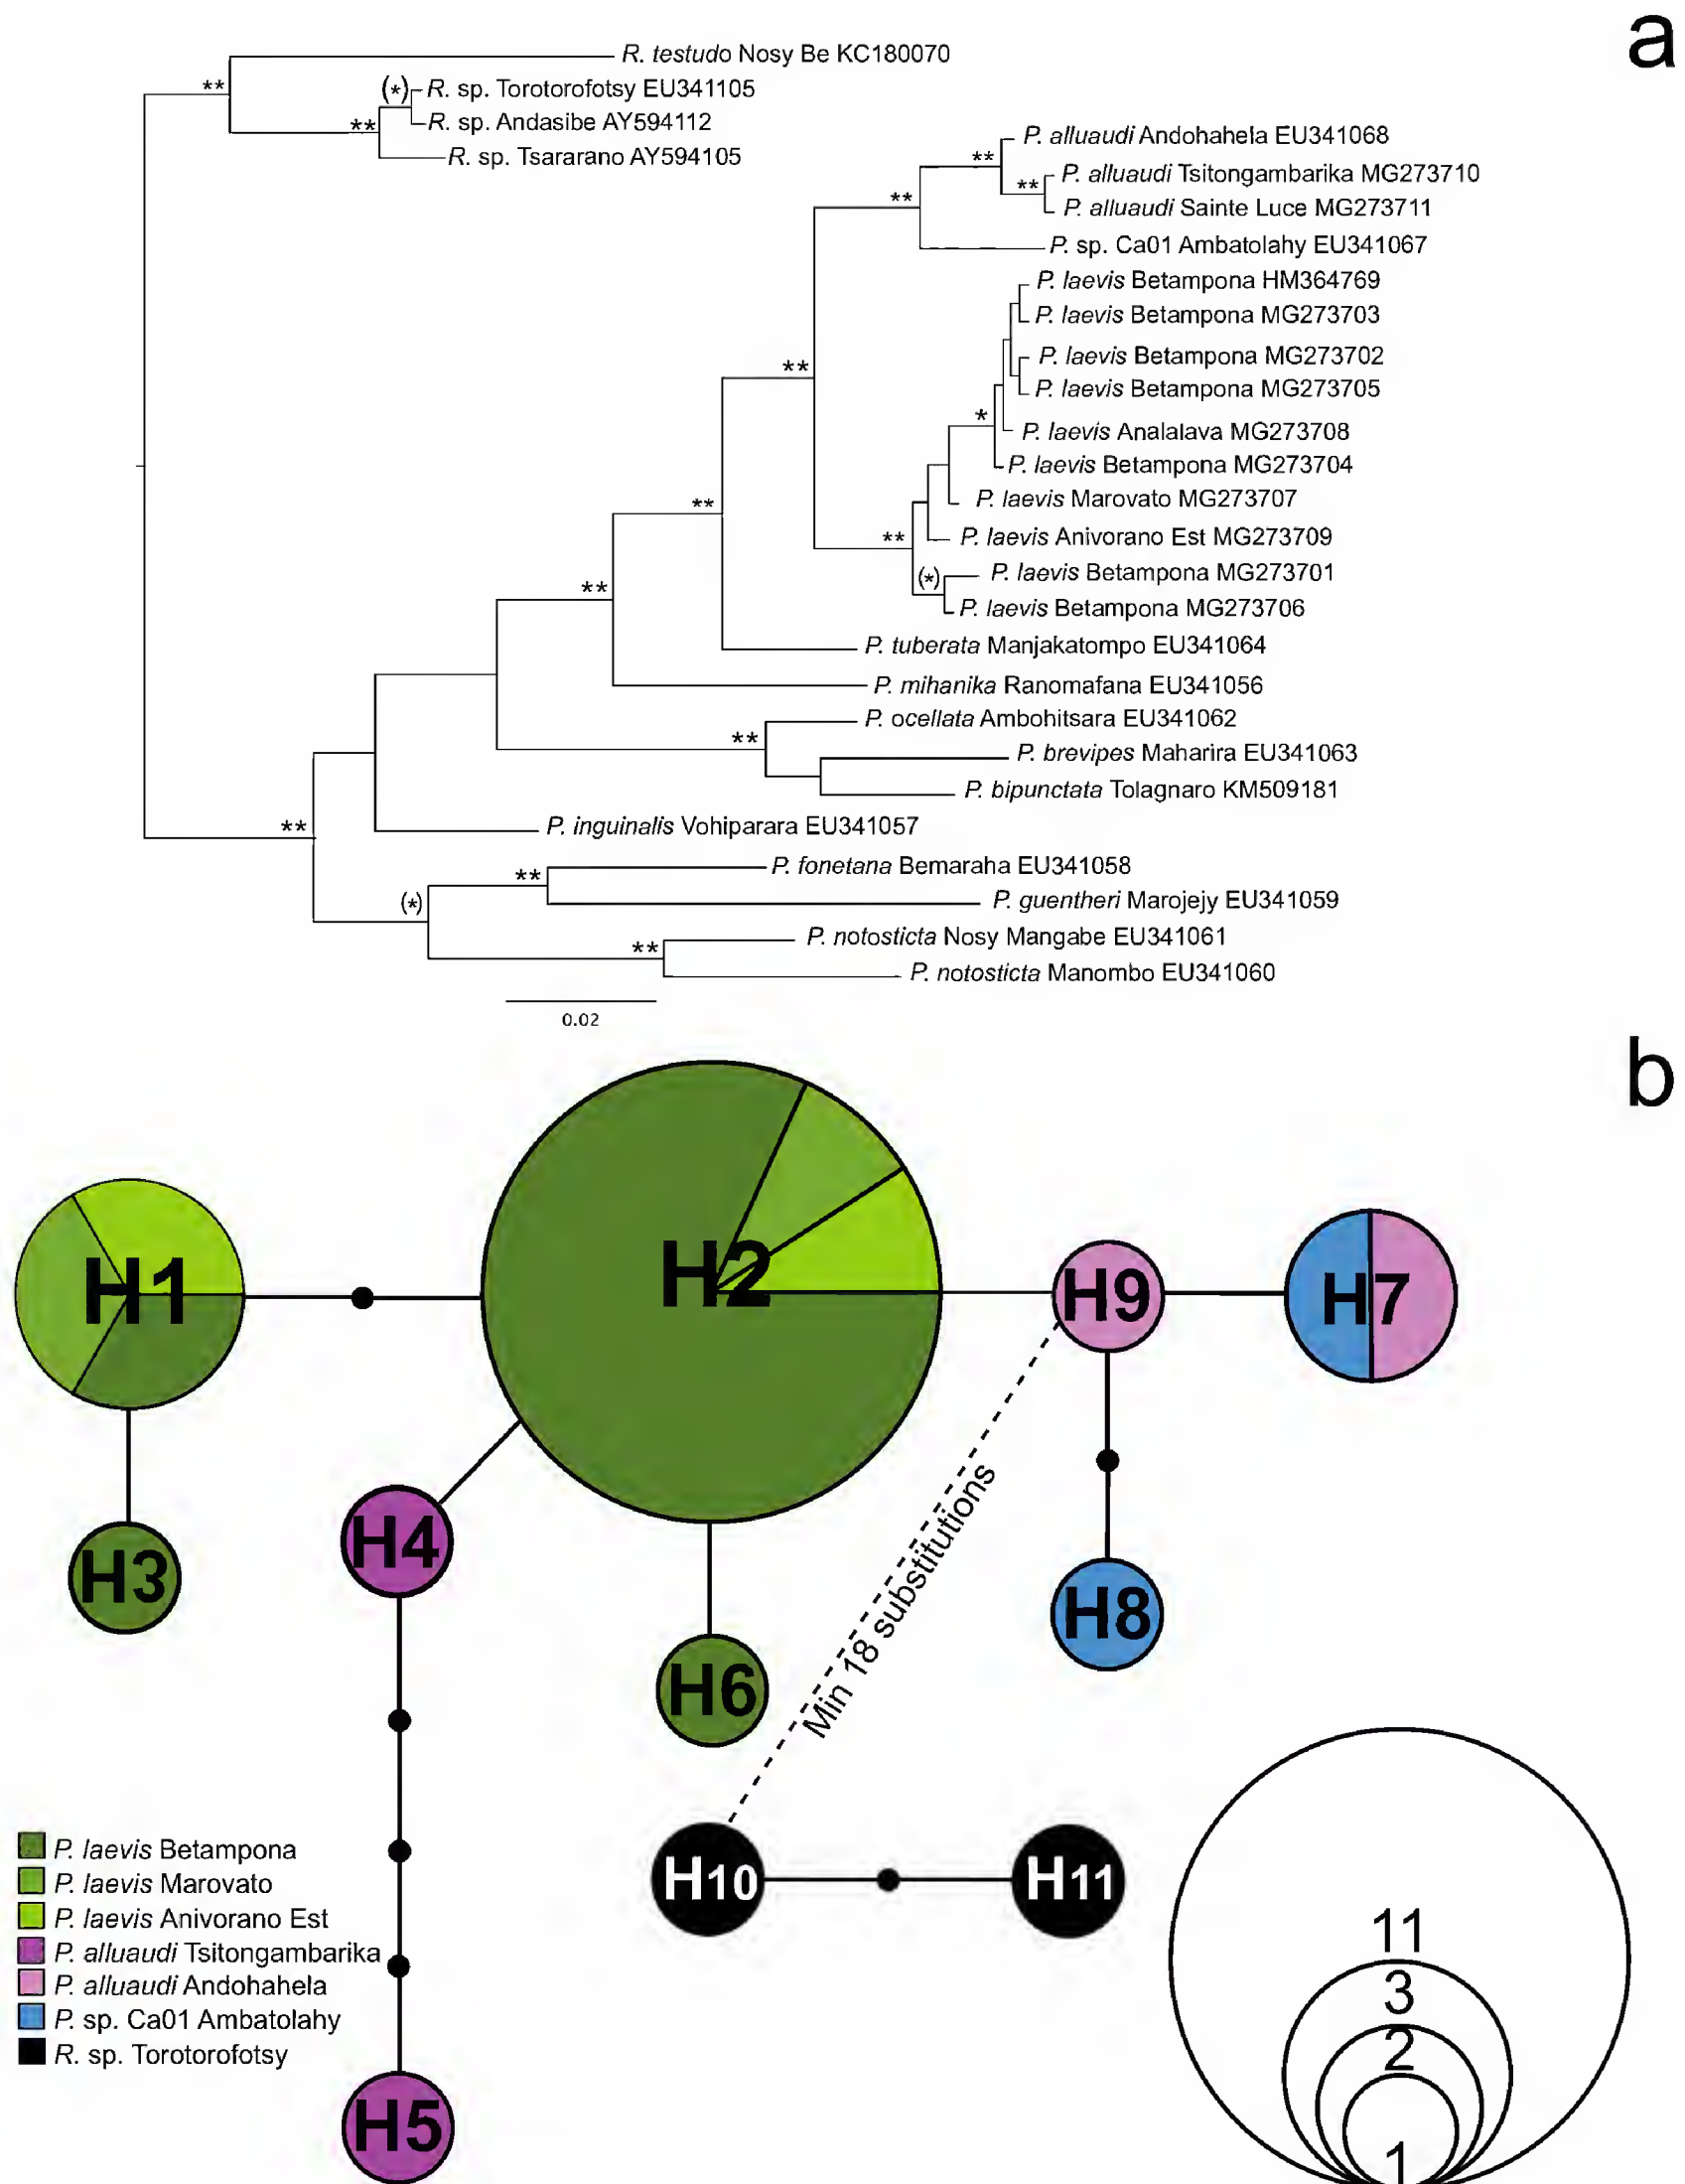 a
R. testudo Nosy Be KC180070
**
(*)
R. sp. Torotorofotsy EU341105
R. sp. Andasibe AY594112
**
R. sp. Tsararano AY594105
P. alluaudi Andohahela EU341068
**
P. alluaudi Tsitongambarika MG273710
**
P. alluaudi Sainte Luce MG273711
**
P. sp. Ca01 Ambatolahy EU341067
P. laevis Betampona HM364769
P. laevis Betampona MG273703
P. laevis Betampona MG273702
**
P. laevis Betampona MG273705
*
P. laevis Analalava MG273708
P. laevis Betampona MG273704
P. laevis Marovato MG273707
**
P. laevis Anivorano Est MG273709
**
P. laevis Betampona MG273701
(*)
P. laevis Betampona MG273706
**
P. tuberata Manjakatompo EU341064
P. mihanika Ranomafana EU341056
P. ocellata Ambohitsara EU341062
**
P. brevipes Maharira EU341063
P. bipunctata Tolagnaro KM509181
**
P. inguinalis Vohiparara EU341057
P. fonetana Bemaraha EU341058
**
P. guentheri Marojejy EU341059
(*)
P. notosticta Nosy Mangabe EU341061
**
P. notosticta Manombo EU341060
0.02
b
H1
H2
H9
H7
H3
H4
H6
H8
Min 18 substitutions
H10
H11
H5
P. laevis Betampona
P. laevis Marovato
P. laevis Anivorano Est
P. alluaudi Tsitongambarika
P. alluaudi Andohahela
P. sp. Ca01 Ambatolahy
R. sp. Torotorofotsy
11
3
2
1